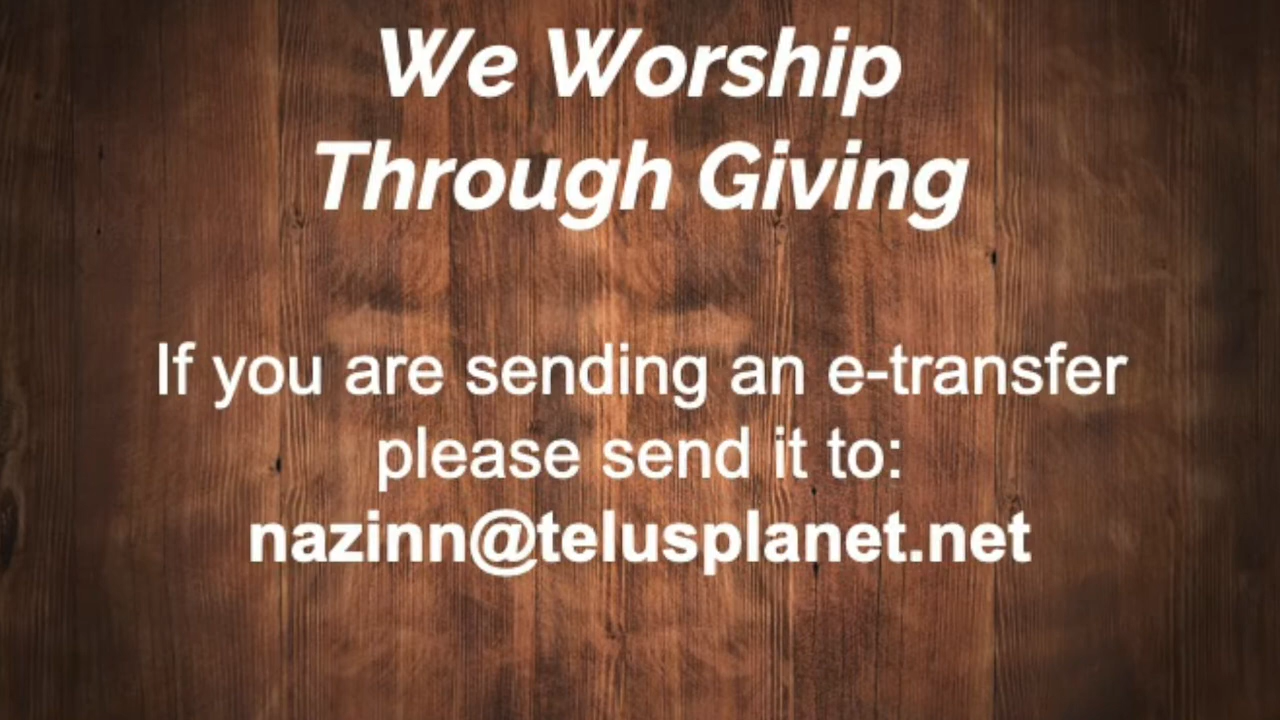 We Worship
Through Giving
If you are sending an e-transfer
please send it to:
nazinn@telusplanet.net